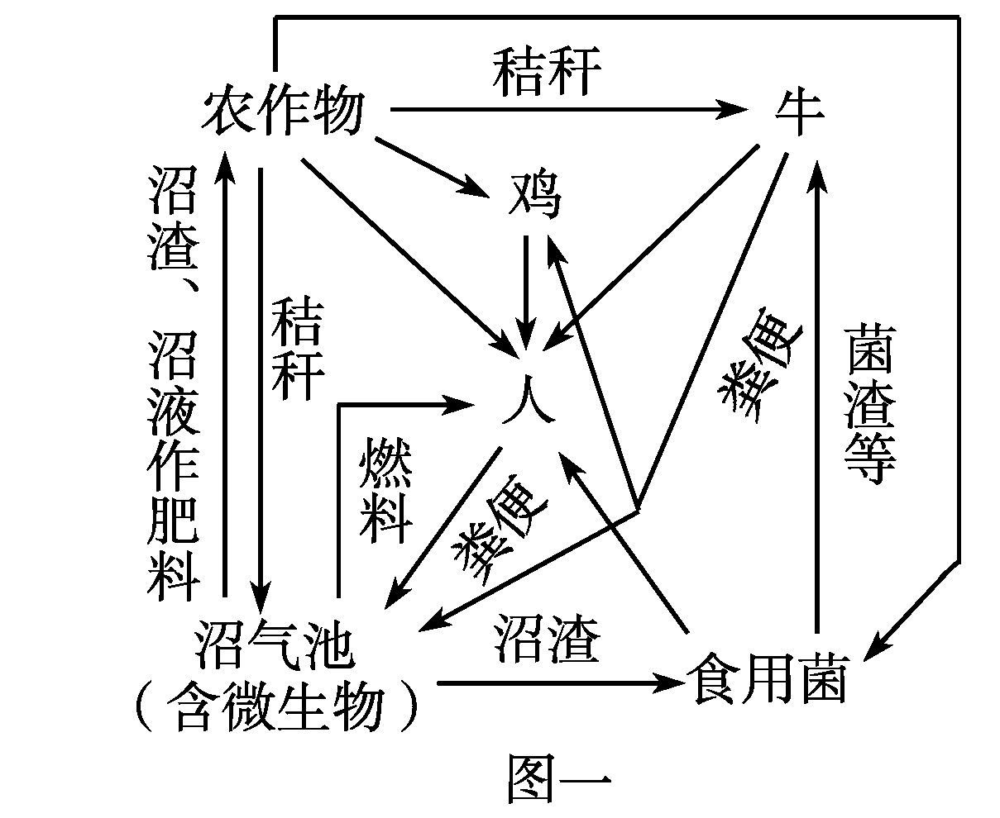 秸秆
农作物
牛
鸡
沼渣、沼液作肥料
秸秆
粪便
菌渣等
人
燃料
粪便
沼气池
(含微生物)
沼渣
食用菌
图一